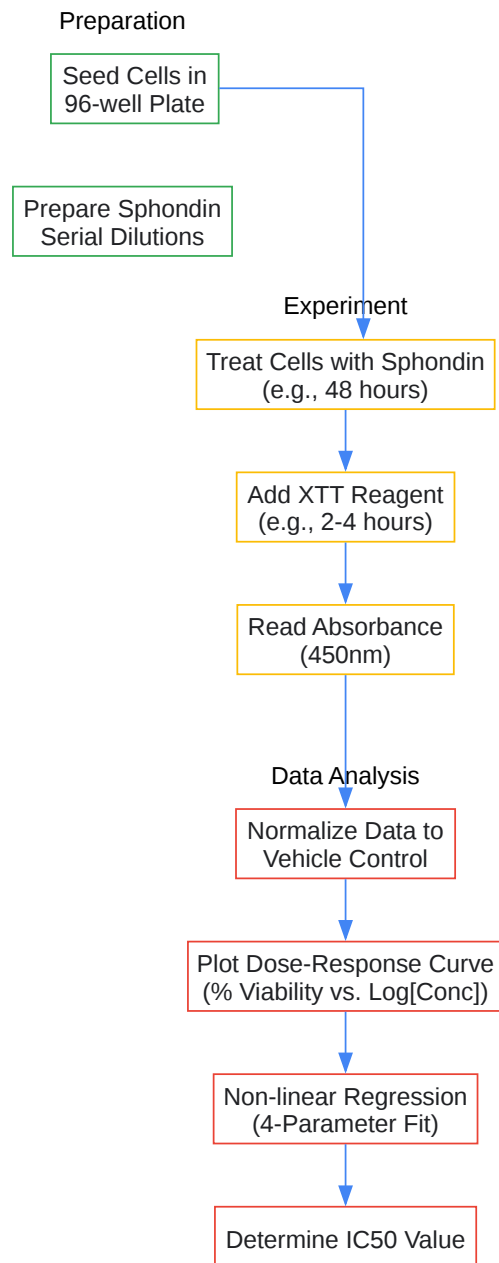 Preparation
Seed Cells in
96-well Plate
Prepare Sphondin
Serial Dilutions
Experiment
Treat Cells with Sphondin
(e.g., 48 hours)
Add XTT Reagent
(e.g., 2-4 hours)
Read Absorbance
(450nm)
Data Analysis
Normalize Data to
Vehicle Control
Plot Dose-Response Curve
(% Viability vs. Log[Conc])
Non-linear Regression
(4-Parameter Fit)
Determine IC50 Value